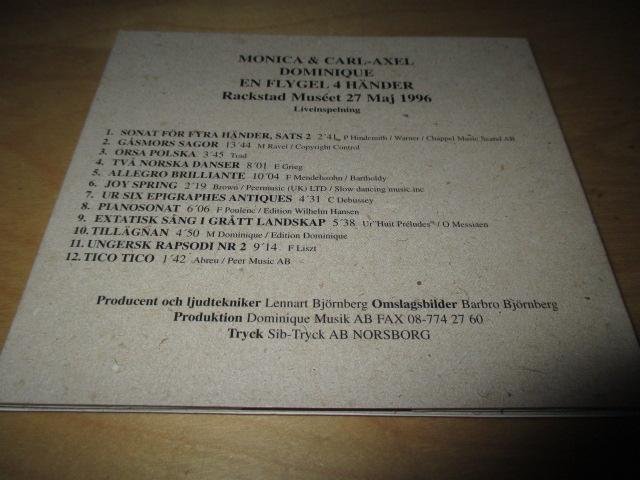 MONICA & CARL-AXEL
DOMINIQUE
EN FLYGEL 4 HÄNDER
Rackstad Muséet 27 Maj 1996
Liveinspelning
1. SONAT FÖR FYRA HÄNDER, SATS 2 2´41 P Hindemith / Warner / Chappel Music Scand AB
2. GÅSMORS SAGOR 13´44 M Ravel / Copyright Control
3. ORSA POLSKA 3´45 Trad
4. TVÅ NORSKA DANSER 8´01 E Grieg
5. ALLEGRO BRILLIANTE 10´04 F Mendelssohn / Bartholdy
6. JOY SPRING 2´19 Brown / Peermusic (UK) LTD / Slow dancing music.inc
7. UR SIX EPIGRAPHES ANTIQUES 4´31 C Debussey
8. PIANOSONAT 6´06 F Poulenc / Edition Wilhelm Hansen
9. EXTATISK SÅNG I GRÅTT LANDSKAP 5´38 Ur"Huit Préludes"/ O Messiaen
10. TILLÄGNAN 4´50 M Dominique / Edition Dominique
11. UNGERSK RAPSODI NR 2 9´14 F Liszt
12. TICO TICO 1´42 Abreu / Peer Music AB
Producent och ljudtekniker Lennart Björnberg Omslagsbilder Barbro Björnberg
Produktion Dominique Musik AB FAX 08-774 27 60
Tryck Sib-Tryck AB NORSBORG